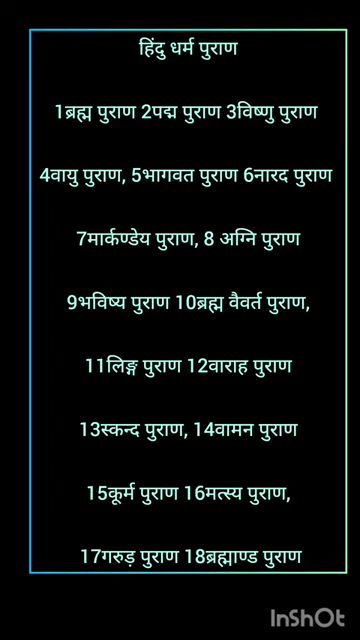 हिंदु धर्म पुराण
1ब्रह्म पुराण 2पद्म पुराण 3विष्णु पुराण
4वायु पुराण, 5भागवत पुराण 6नारद पुराण
7मार्कण्डेय पुराण, 8 अग्नि पुराण
9भविष्य पुराण 10ब्रह्म वैवर्त पुराण,
11लिङ्ग पुराण 12वाराह पुराण
13स्कन्द पुराण, 14वामन पुराण
15कूर्म पुराण 16मत्स्य पुराण,
17गरुड़ पुराण 18ब्रह्माण्ड पुराण
InShOt